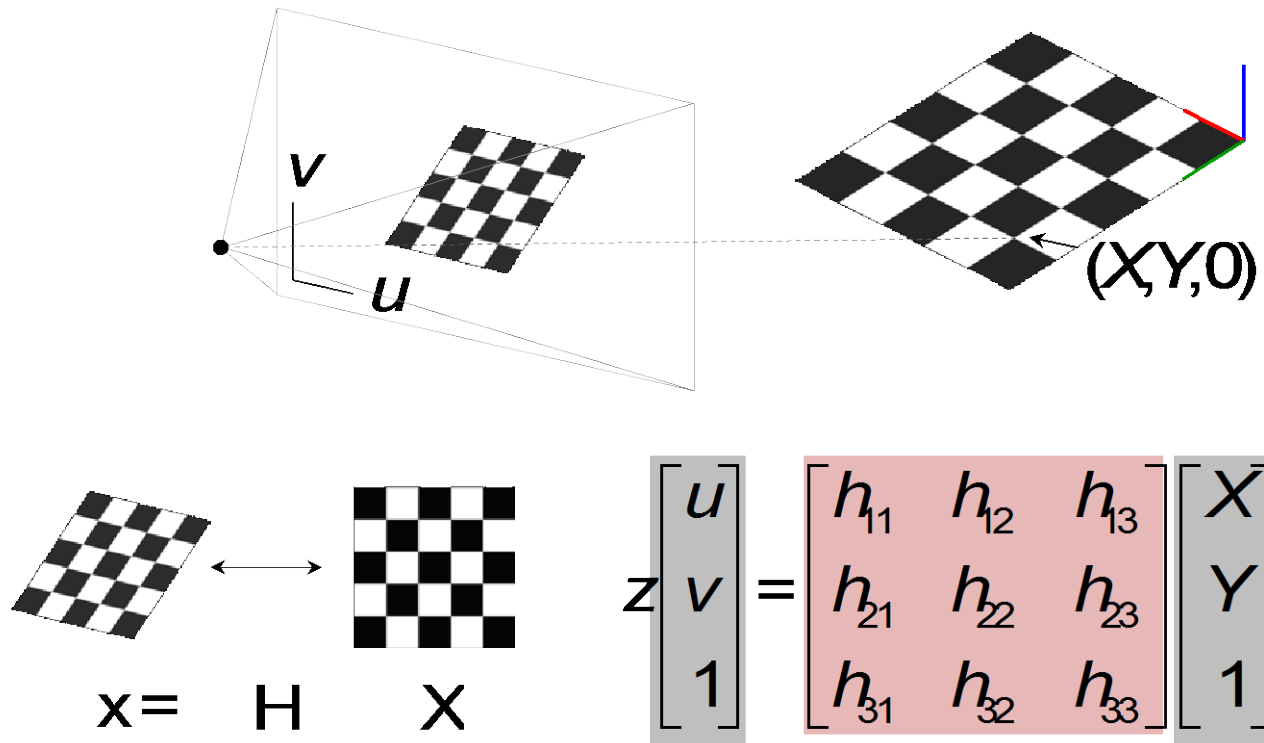 v
u
(X,Y,0)
x = H X
z [ u v 1 ] = [ h11 h12 h13 h21 h22 h23 h31 h32 h33 ] [ X Y 1 ]